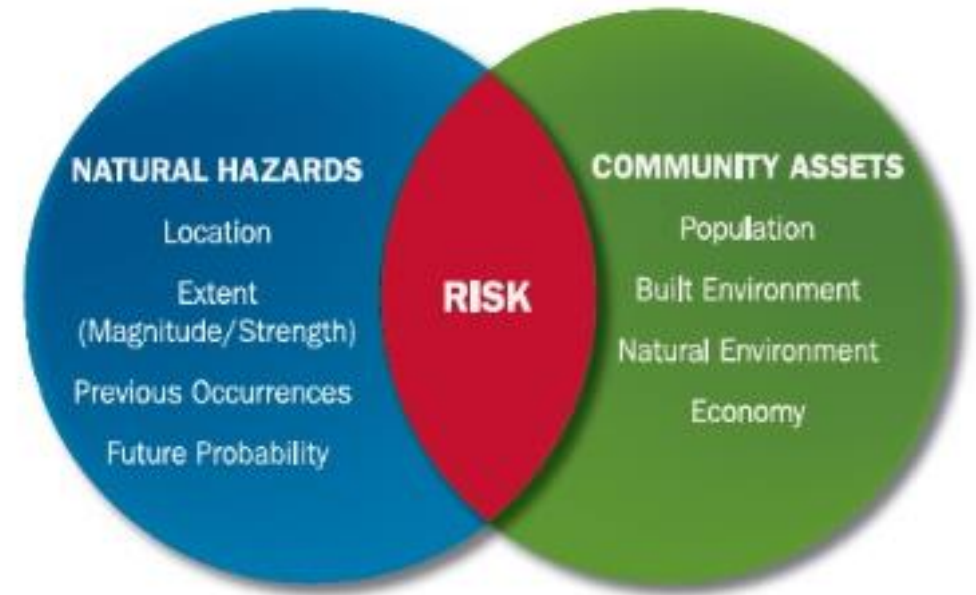 NATURAL HAZARDS
Location
Extent
(Magnitude/Strength)
Previous Occurrences
Future Probability
RISK
COMMUNITY ASSETS
Population
Built Environment
Natural Environment
Economy